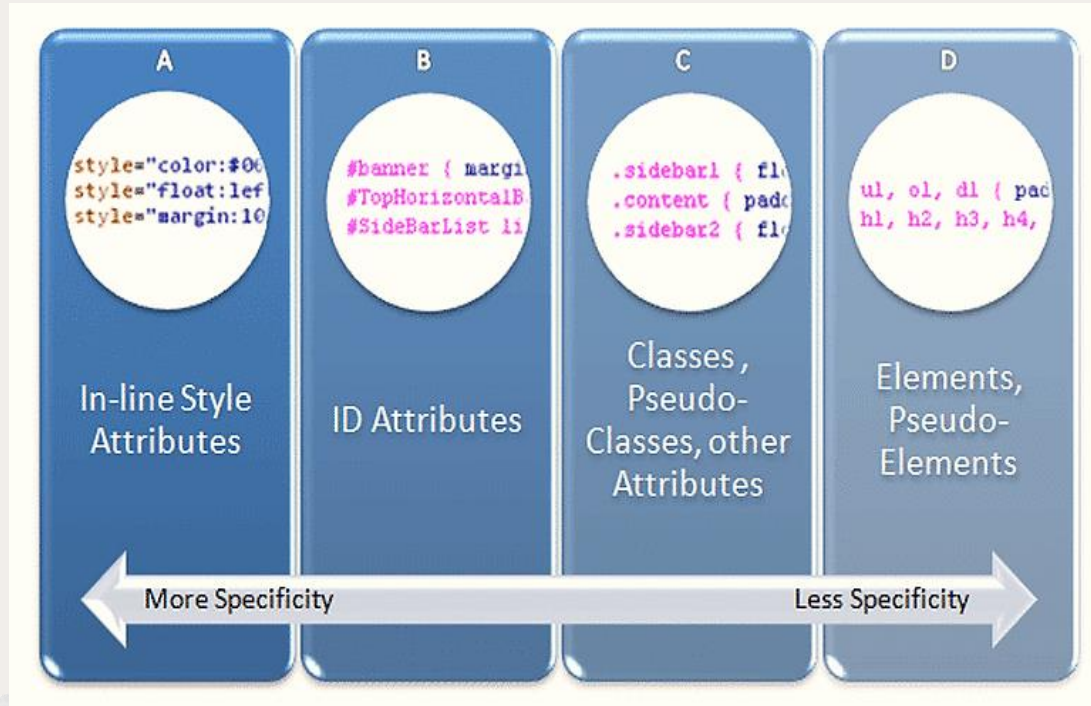 A
style="color:#00
style="float:lef
style="margin:10
In-line Style
Attributes
B
#banner { margi
#TopHorizontalB
#SideBarList li
ID Attributes
C
.sidebar1 { fl
.content { pad
.sidebar2 { fl
Classes,
Pseudo-
Classes, other
Attributes
D
ul, ol, dl { pad
h1, h2, h3, h4,
Elements,
Pseudo-
Elements
More Specificity
Less Specificity